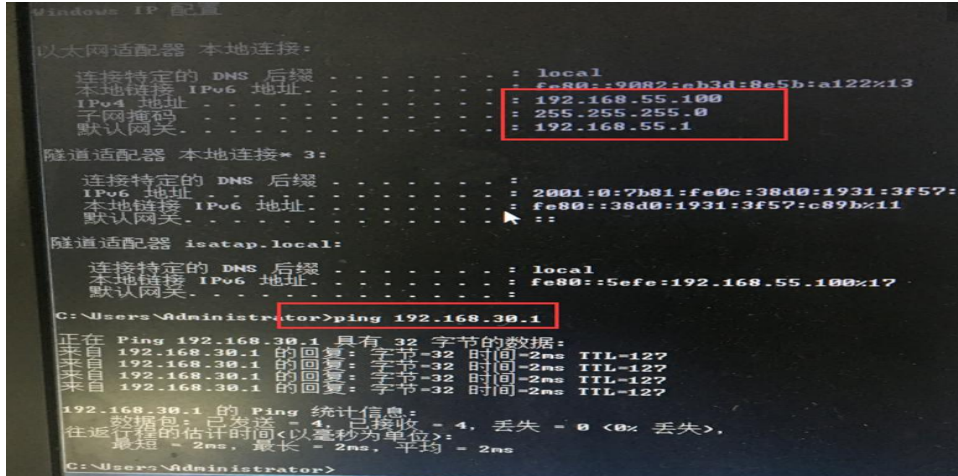 Windows IP 配置
以太网适配器 本地连接:
连接特定的 DNS 后缀 . . . . . . . : local
本地链接 IPv6 地址. . . . . . . . : fe80::9082:eb3d:8e5b:a122%13
IPv4 地址 . . . . . . . . . . . . : 192.168.55.100
子网掩码 . . . . . . . . . . . . : 255.255.255.0
默认网关. . . . . . . . . . . . . : 192.168.55.1
隧道适配器 本地连接* 3:
连接特定的 DNS 后缀 . . . . . . . :
IPv6 地址 . . . . . . . . . . . . : 2001:0:7b81:fe0c:38d0:1931:3f57:
本地链接 IPv6 地址. . . . . . . . : fe80::38d0:1931:3f57:c89b%11
默认网关. . . . . . . . . . . . . : ::
隧道适配器 isatap.local:
连接特定的 DNS 后缀 . . . . . . . : local
本地链接 IPv6 地址. . . . . . . . : fe80::5efe:192.168.55.100%17
默认网关. . . . . . . . . . . . . :
C:\Users\Administrator>ping 192.168.30.1
正在 Ping 192.168.30.1 具有 32 字节的数据:
来自 192.168.30.1 的回复: 字节=32 时间=2ms TTL=127
来自 192.168.30.1 的回复: 字节=32 时间=2ms TTL=127
来自 192.168.30.1 的回复: 字节=32 时间=2ms TTL=127
来自 192.168.30.1 的回复: 字节=32 时间=2ms TTL=127
192.168.30.1 的 Ping 统计信息:
数据包: 已发送 = 4, 已接收 = 4, 丢失 = 0 (0% 丢失),
往返行程的估计时间(以毫秒为单位):
最短 = 2ms, 最长 = 2ms, 平均 = 2ms
C:\Users\Administrator>